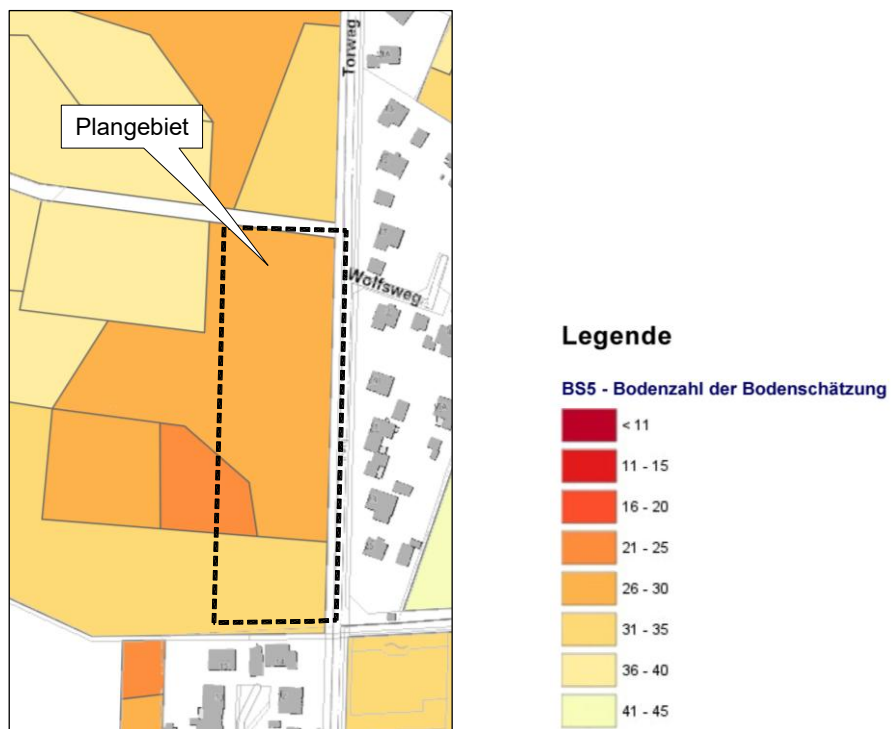 Torweg
Plangebiet
Wolfsweg
Legende
BS5 - Bodenzahl der Bodenschätzung
< 11
11 - 15
16 - 20
21 - 25
26 - 30
31 - 35
36 - 40
41 - 45